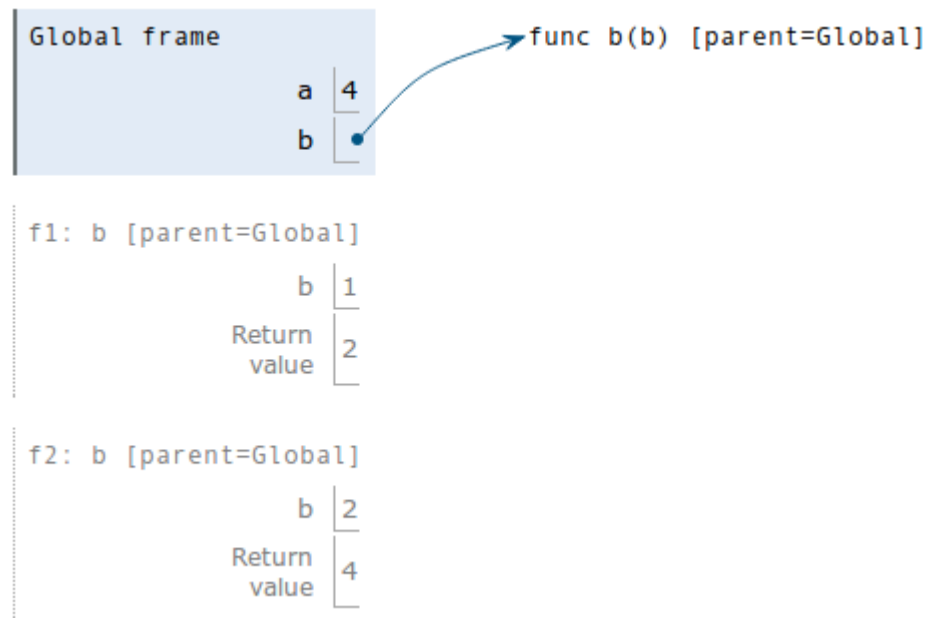 Global frame
func b(b) [parent=Global]
a 4
b
f1: b [parent=Global]
b 1
Return
value 2
f2: b [parent=Global]
b 2
Return
value 4